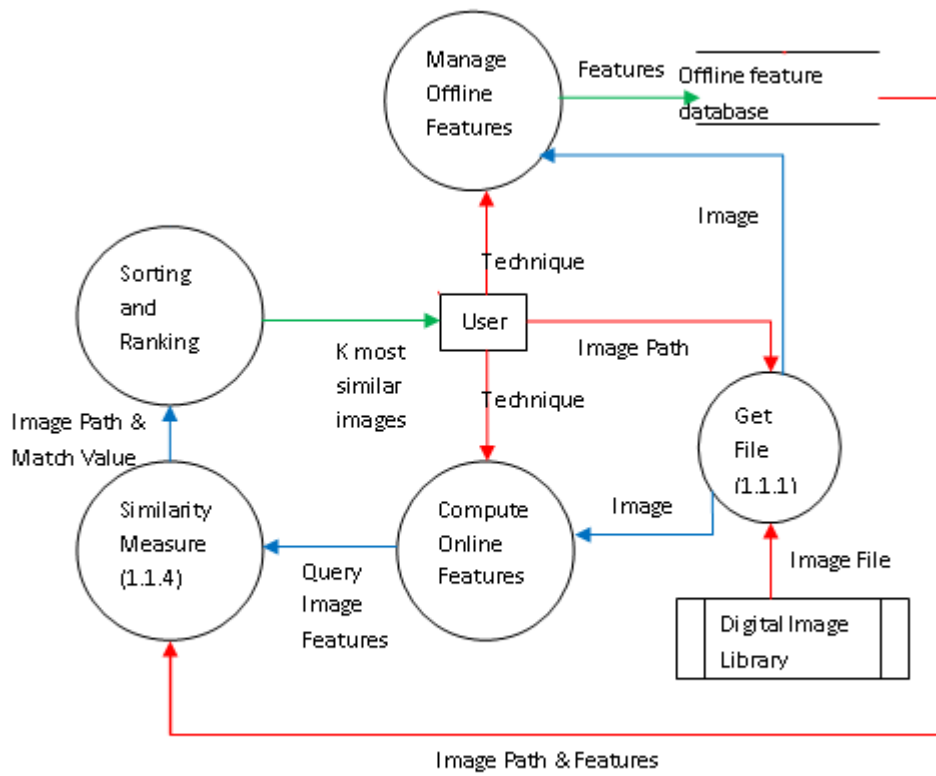 Manage
Offline
Features
Features
Offline feature
database
Image
Technique
Sorting
and
Ranking
User
Image Path
K most
similar
images
Technique
Image Path &
Match Value
Get
File
(1.1.1)
Similarity
Measure
(1.1.4)
Compute
Online
Features
Image
Query
Image
Features
Image File
Digital Image
Library
Image Path & Features